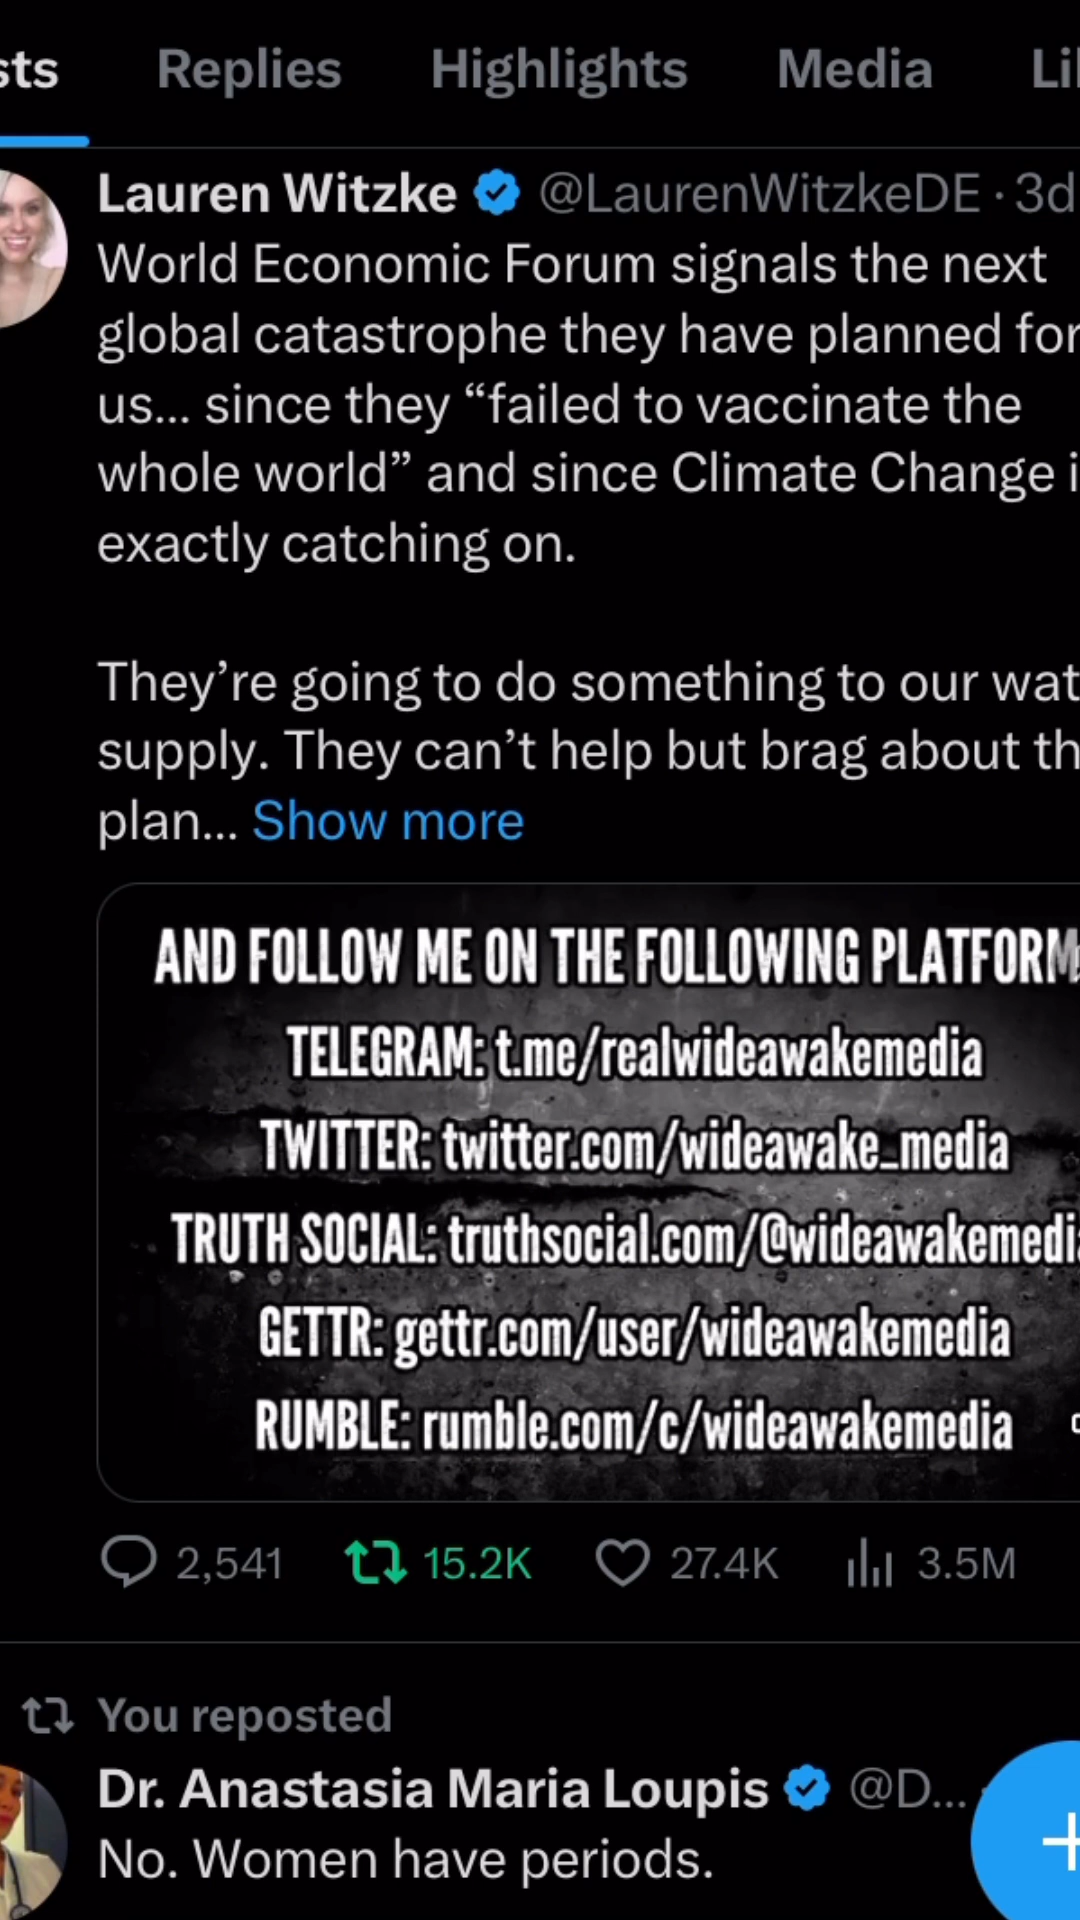 sts Replies Highlights Media Li
Lauren Witzke @LaurenWitzkeDE · 3d
World Economic Forum signals the next
global catastrophe they have planned for
us... since they “failed to vaccinate the
whole world” and since Climate Change i
exactly catching on.
They’re going to do something to our wat
supply. They can’t help but brag about th
plan... Show more
AND FOLLOW ME ON THE FOLLOWING PLATFORM
TELEGRAM: t.me/realwideawakemedia
TWITTER: twitter.com/wideawake_media
TRUTH SOCIAL: truthsocial.com/@wideawakemedia
GETTR: gettr.com/user/wideawakemedia
RUMBLE: rumble.com/c/wideawakemedia
2,541 15.2K 27.4K 3.5M
You reposted
Dr. Anastasia Maria Loupis @D...
No. Women have periods.